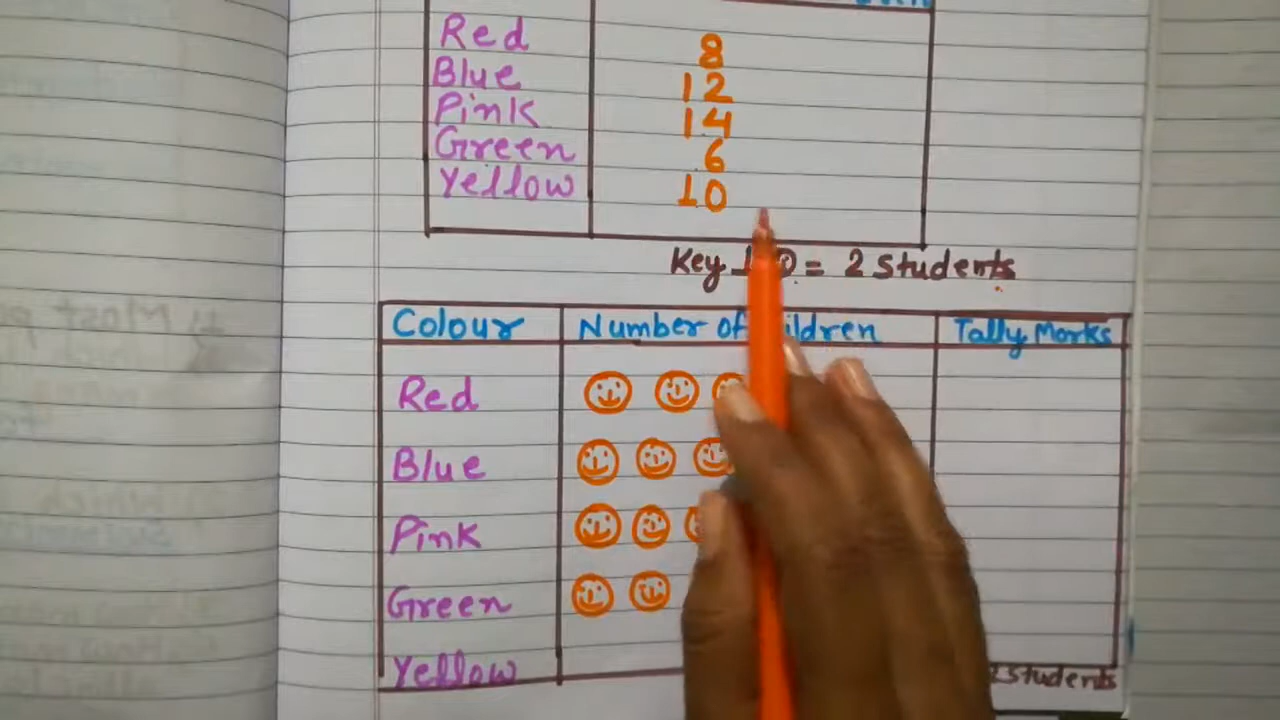 Red 8
Blue 12
Pink 14
Green 6
Yellow 10
Key = 2 Students
Colour Number of Tally Marks
Red
Blue
Pink
Green
Yellow 2 Students